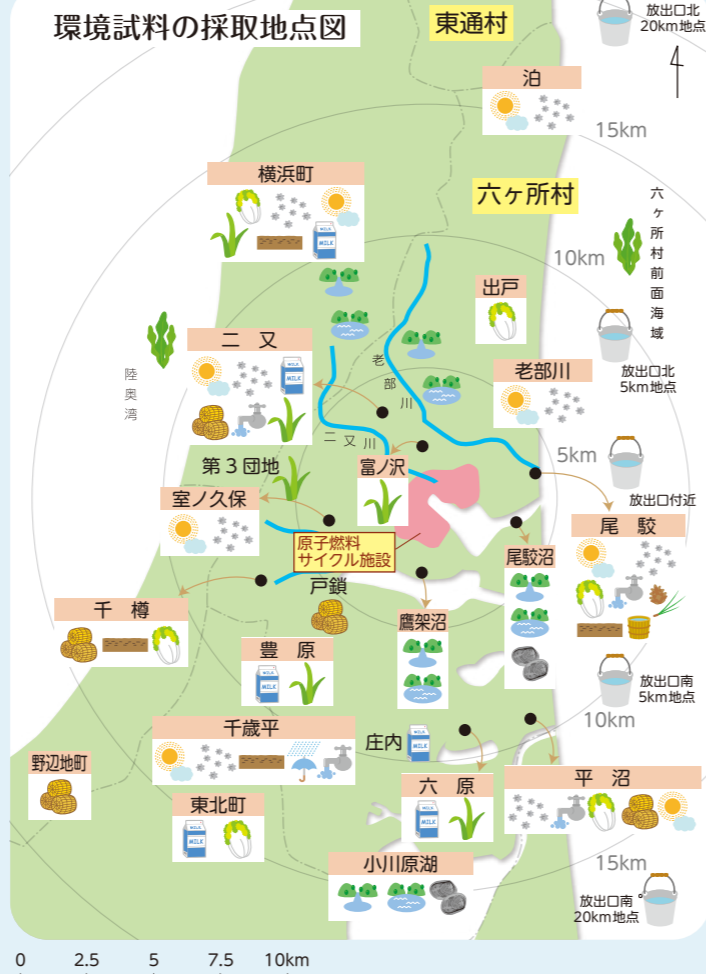 環境試料の採取地点図
東通村
放出口北
20km地点
泊
15km
横浜町
MILK
六ヶ所村
六ヶ所村前面海域
10km
出戸
陸奥湾
二 又
MILK
老部川
老部川
放出口北
5km地点
二又川
5km
第3団地
富ノ沢
放出口付近
室ノ久保
原子燃料
サイクル施設
尾 駮
尾駮沼
戸鎖
千 樽
鷹架沼
豊 原
MILK
放出口南
5km地点
10km
千歳平
庄内
MILK
野辺地町
六 原
MILK
平 沼
東北町
MILK
小川原湖
15km
放出口南
20km地点
0 2.5 5 7.5 10km